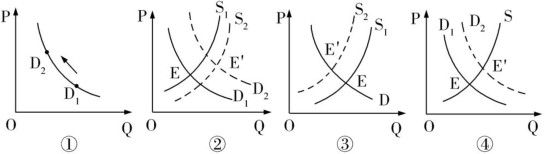 P
D₂
D₁
O
Q
①
P
S₁
S₂
E
E'
D₁
D₂
O
Q
②
P
S₂
S₁
E'
E
D
O
Q
③
P
D₁
D₂
S
E'
E
O
Q
④